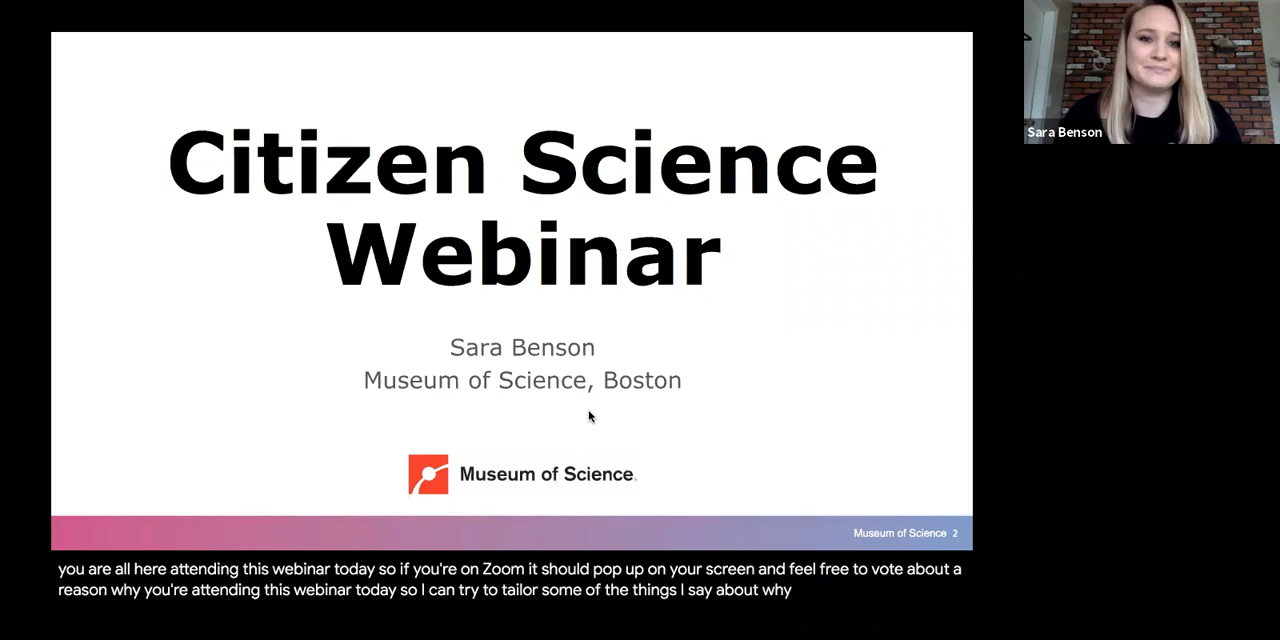 Citizen Science
Webinar
Sara Benson
Museum of Science, Boston
Museum of Science
Museum of Science 2
you are all here attending this webinar today so if you're on Zoom it should pop up on your screen and feel free to vote about a
reason why you're attending this webinar today so I can try to tailor some of the things I say about why
Sara Benson